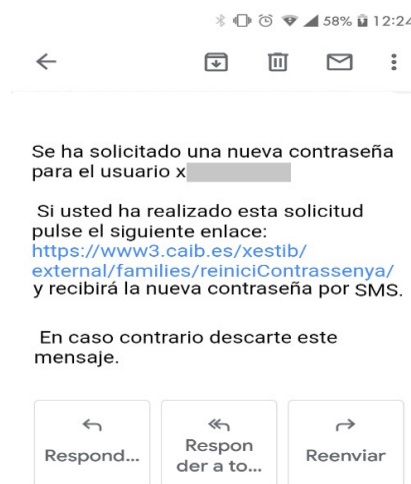 58% 12:24
Se ha solicitado una nueva contraseña
para el usuario x
Si usted ha realizado esta solicitud
pulse el siguiente enlace:
https://www3.caib.es/xestib/
external/families/reiniciContrassenya/
y recibirá la nueva contraseña por SMS.
En caso contrario descarte este
mensaje.
Respond... Respon Reenviar
der a to...